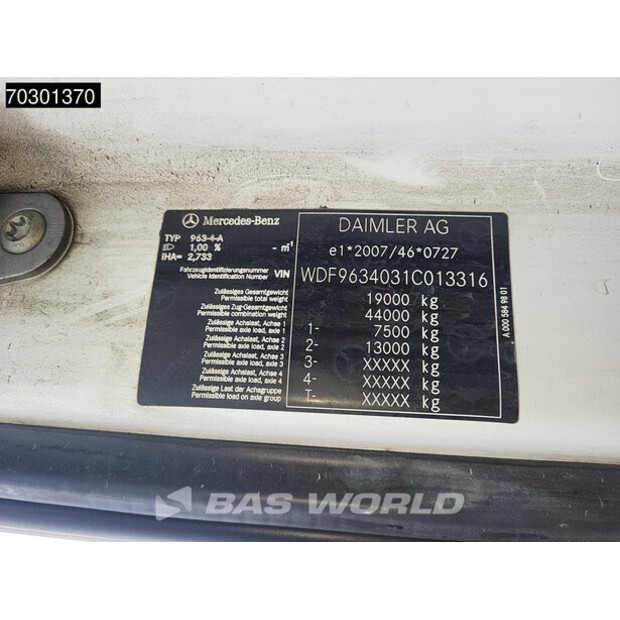 70301370
Mercedes-Benz
DAIMLER AG
TYP 963-4-A
1,00 % - m¹
IHA= 2,733
e1*2007/46*0727
Fahrzeugidentifizierungsnummer
Vehicle Identification Number VIN WDF9634031C013316
Zulässiges Gesamtgewicht
Permissible total weight 19000 kg
Zulässiges Zug-Gesamtgewicht
Permissible combination weight 44000 kg
Zulässige Achslast, Achse 1
Permissible axle load, axle 1 1- 7500 kg
Zulässige Achslast, Achse 2
Permissible axle load, axle 2 2- 13000 kg
Zulässige Achslast, Achse 3
Permissible axle load, axle 3 3- XXXXX kg
Zulässige Achslast, Achse 4
Permissible axle load, axle 4 4- XXXXX kg
Zulässige Last der Achsgruppe
Permissible load on axle group T- XXXXX kg
A 000 584 98 01
BAS WORLD